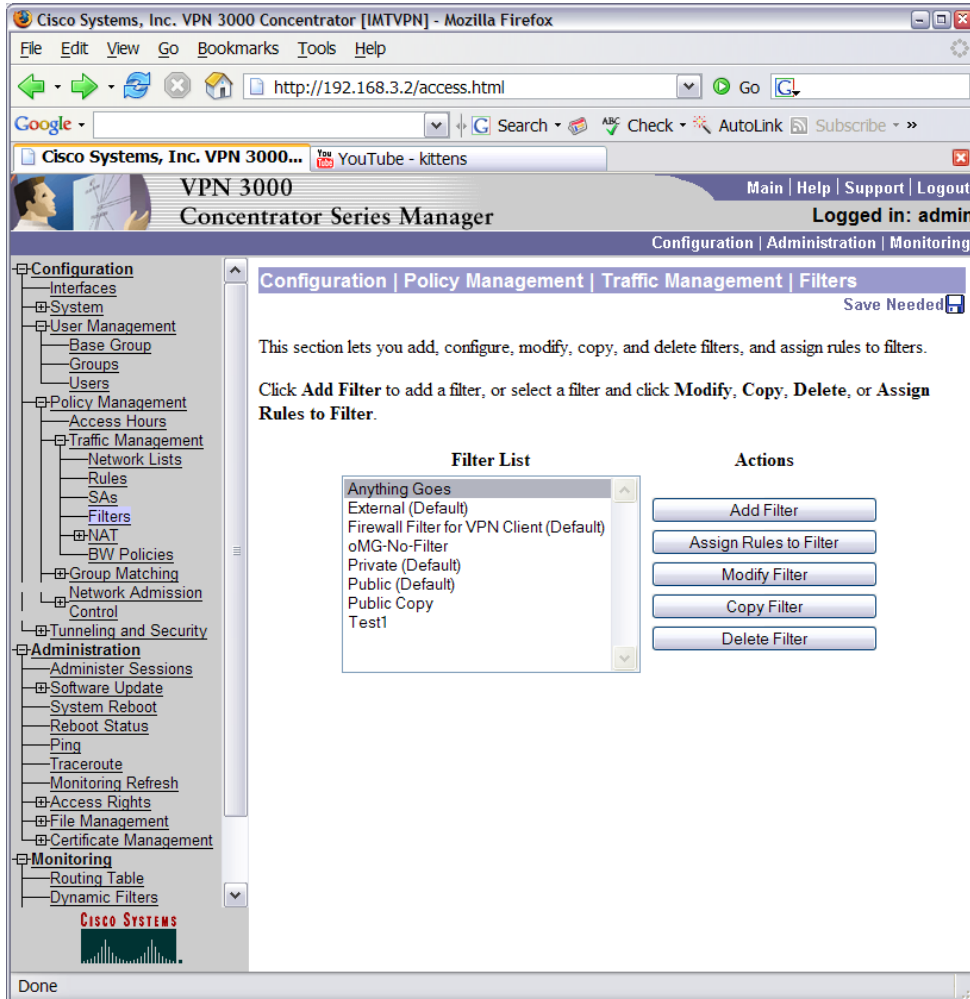 Cisco Systems, Inc. VPN 3000 Concentrator [IMTVPN] - Mozilla Firefox
File Edit View Go Bookmarks Tools Help
http://192.168.3.2/access.html
Go
G
Google
G Search
ABC Check
AutoLink
Subscribe
»
Cisco Systems, Inc. VPN 3000...
You Tube
YouTube - kittens
VPN 3000
Concentrator Series Manager
Main | Help | Support | Logout
Logged in: admin
Configuration | Administration | Monitoring
Configuration
Interfaces
System
User Management
Base Group
Groups
Users
Policy Management
Access Hours
Traffic Management
Network Lists
Rules
SAs
Filters
NAT
BW Policies
Group Matching
Network Admission
Control
Tunneling and Security
Administration
Administer Sessions
Software Update
System Reboot
Reboot Status
Ping
Traceroute
Monitoring Refresh
Access Rights
File Management
Certificate Management
Monitoring
Routing Table
Dynamic Filters
CISCO SYSTEMS
Configuration | Policy Management | Traffic Management | Filters
Save Needed
This section lets you add, configure, modify, copy, and delete filters, and assign rules to filters.
Click Add Filter to add a filter, or select a filter and click Modify, Copy, Delete, or Assign
Rules to Filter.
Filter List
Anything Goes
External (Default)
Firewall Filter for VPN Client (Default)
oMG-No-Filter
Private (Default)
Public (Default)
Public Copy
Test1
Actions
Add Filter
Assign Rules to Filter
Modify Filter
Copy Filter
Delete Filter
Done